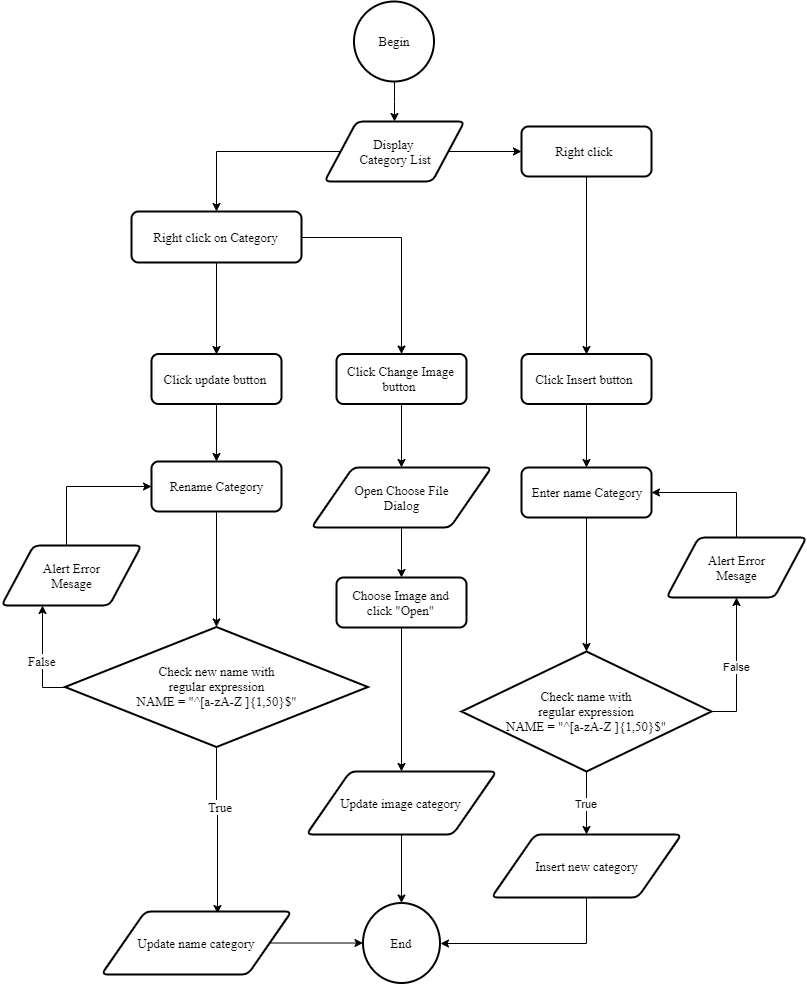 Begin
Display
Category List
Right click
Right click on Category
Click update button
Click Change Image
button
Click Insert button
Rename Category
Open Choose File
Dialog
Enter name Category
Alert Error
Mesage
Alert Error
Mesage
Choose Image and
click "Open"
False
Check new name with
regular expression
NAME = "^[a-zA-Z ]{1,50}$"
False
Check name with
regular expression
NAME = "^[a-zA-Z ]{1,50}$"
True
Update image category
True
Insert new category
Update name category
End